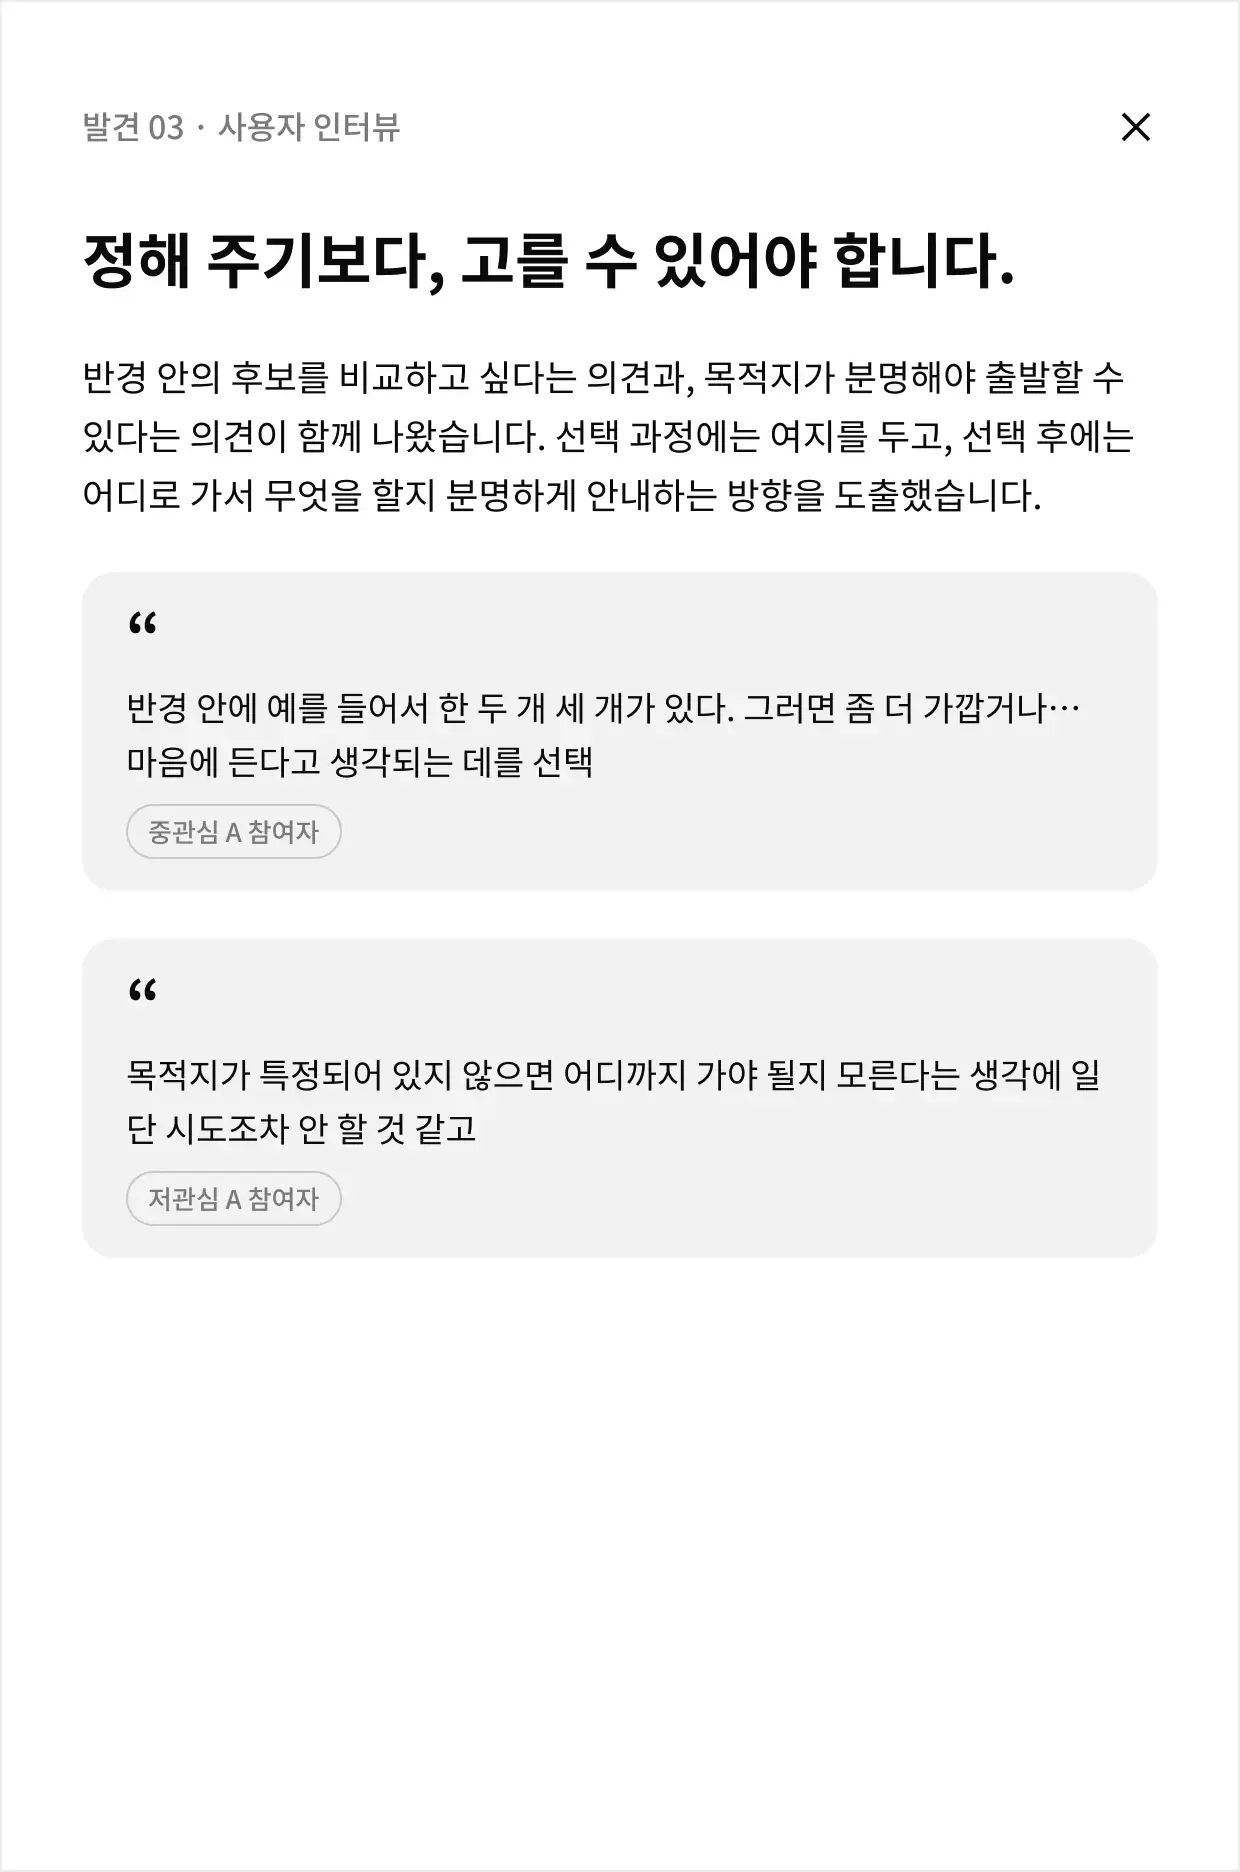 발견 03 · 사용자 인터뷰
정해 주기보다, 고를 수 있어야 합니다.
반경 안의 후보를 비교하고 싶다는 의견과, 목적지가 분명해야 출발할 수
있다는 의견이 함께 나왔습니다. 선택 과정에는 여지를 두고, 선택 후에는
어디로 가서 무엇을 할지 분명하게 안내하는 방향을 도출했습니다.
“
반경 안에 예를 들어서 한 두 개 세 개가 있다. 그러면 좀 더 가깝거나…
마음에 든다고 생각되는 데를 선택
중관심 A 참여자
“
목적지가 특정되어 있지 않으면 어디까지 가야 될지 모른다는 생각에 일
단 시도조차 안 할 것 같고
저관심 A 참여자